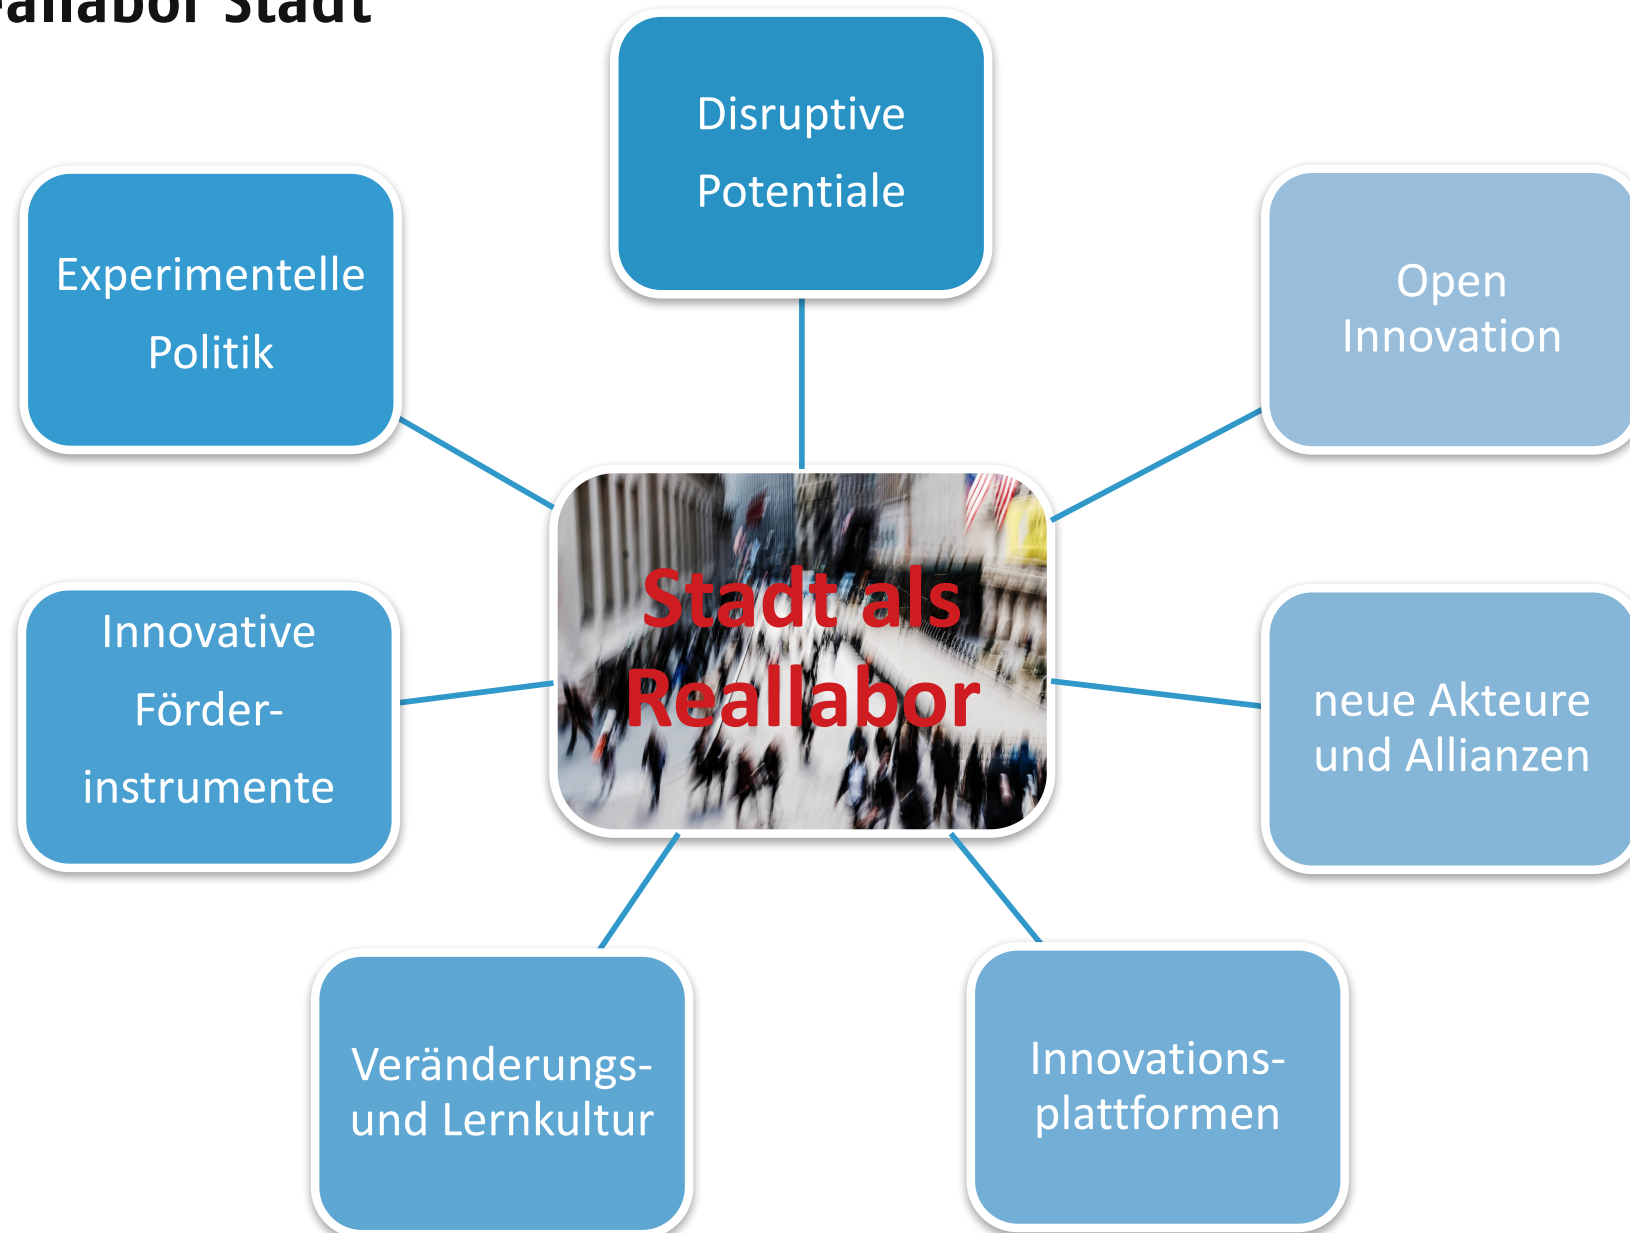 eallabor Stadt
Disruptive
Potentiale
Experimentelle
Politik
Open
Innovation
Stadt als
Reallabor
Innovative
Förder-
instrumente
neue Akteure
und Allianzen
Veränderungs-
und Lernkultur
Innovations-
plattformen